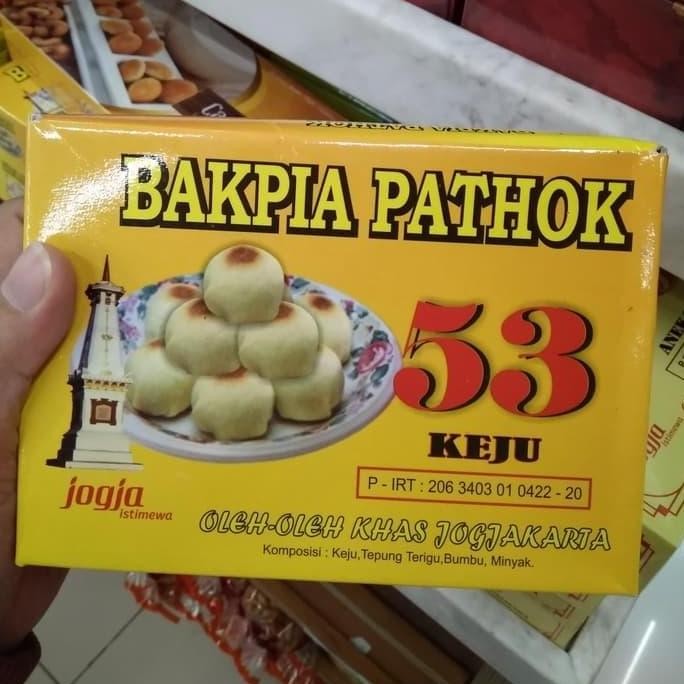 BAKPIA PATHOK
53
KEJU
P - IRT : 206 3403 01 0422 - 20
jogja
istimewa
OLEH-OLEH KHAS JOGJAKARTA
Komposisi : Keju,Tepung Terigu,Bumbu, Minyak.